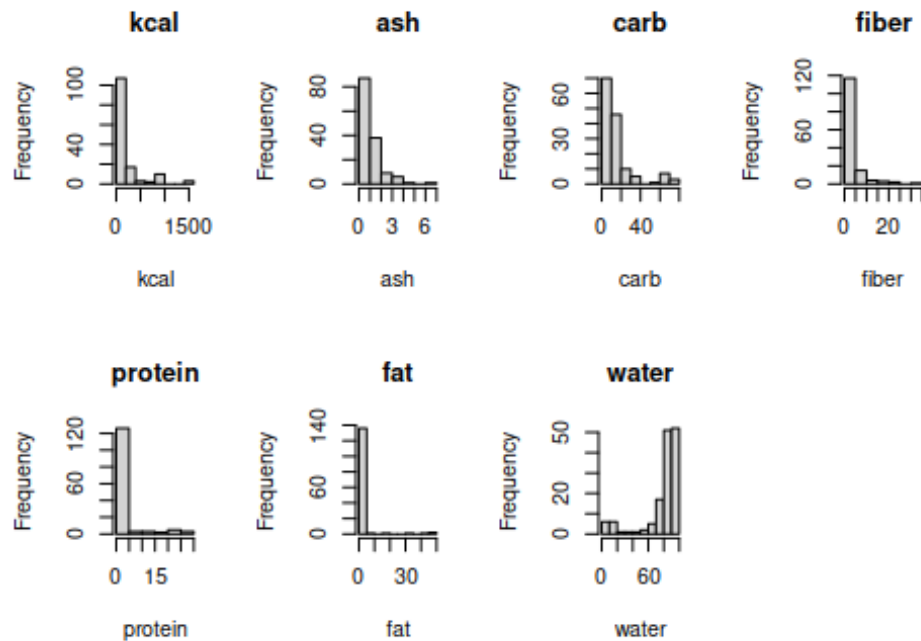 kcal
Frequency
0 40 100
0 1500
kcal
ash
Frequency
0 40 80
0 3 6
ash
carb
Frequency
0 30 60
0 40
carb
fiber
Frequency
0 60 120
0 20
fiber
protein
Frequency
0 60 120
0 15
protein
fat
Frequency
0 60 140
0 30
fat
water
Frequency
0 20 50
0 60
water